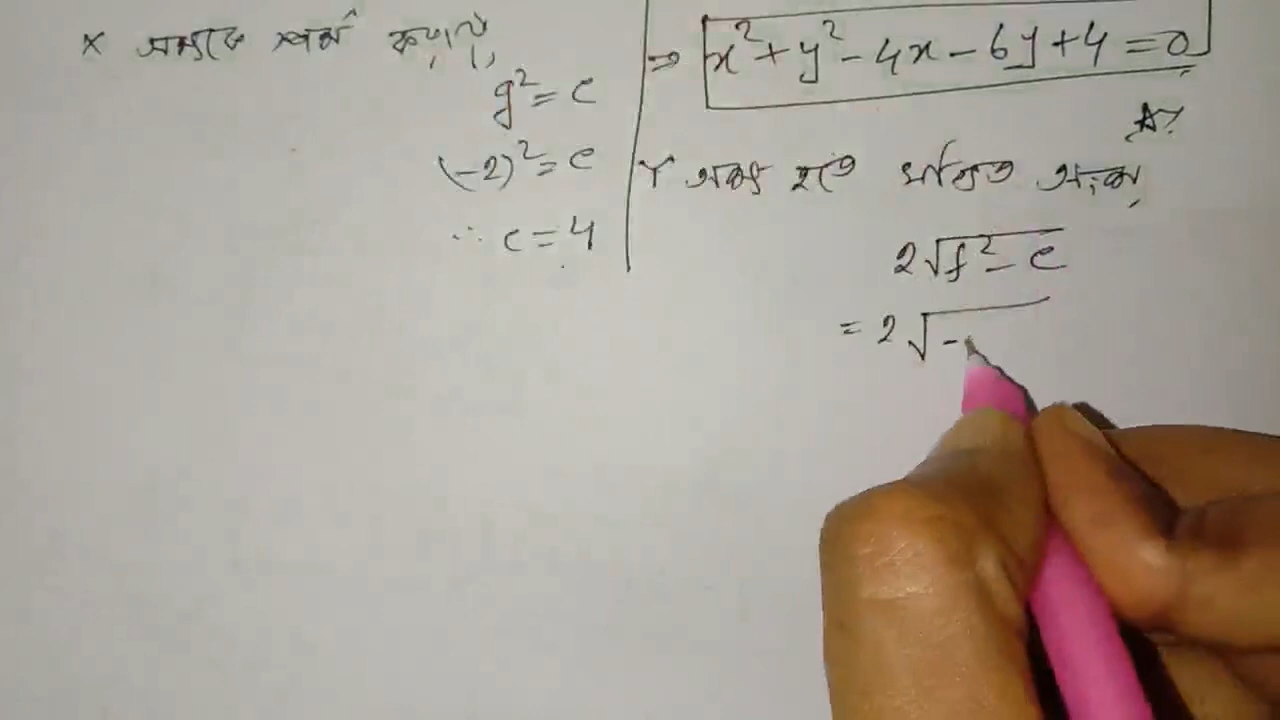 x অক্ষকে স্পর্শ করলে,
g² = c
(-2)² = c
∴ c = 4
⇒ x² + y² - 4x - 6y + 4 = 0
Y অক্ষ হতে কর্তিত অংশ,
2√f² - c
= 2√-